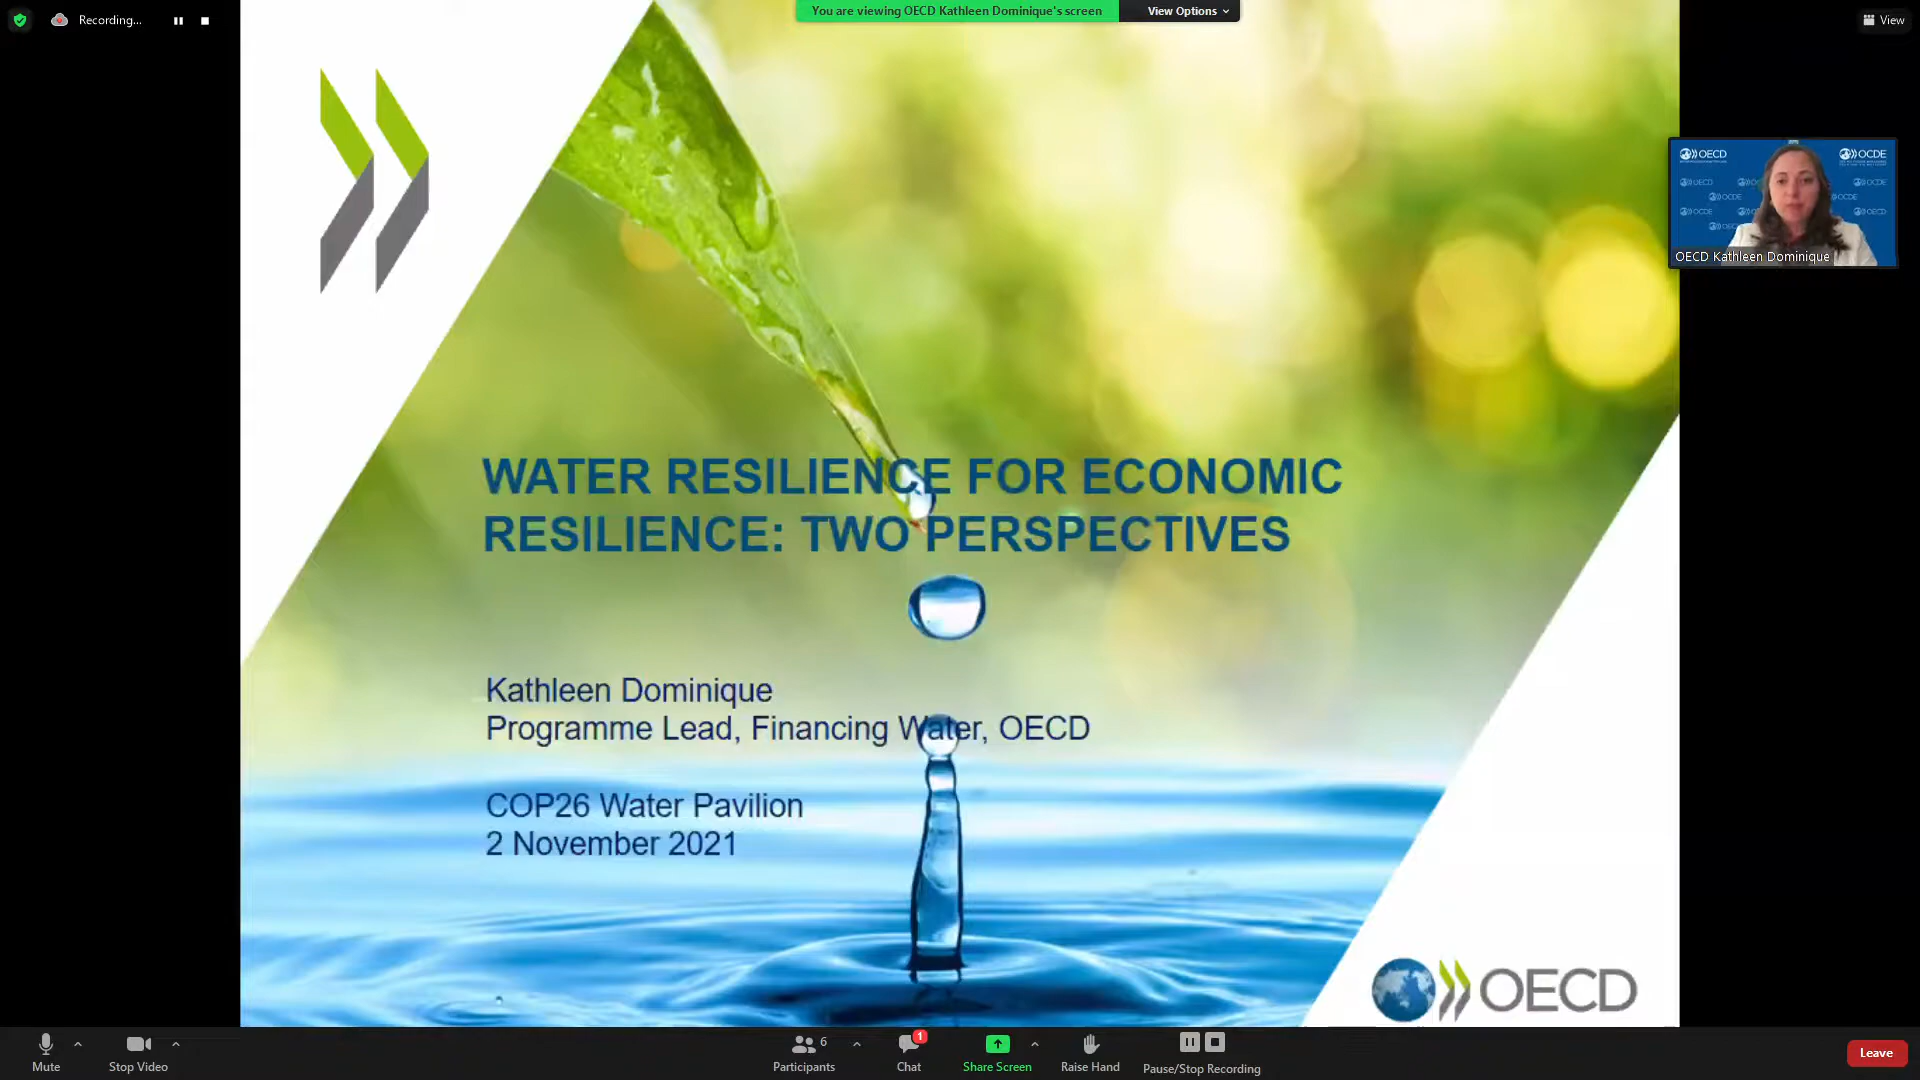 Recording...
You are viewing OECD Kathleen Dominique's screen
View Options
View
OECD
OCDE
OECD Kathleen Dominique
WATER RESILIENCE FOR ECONOMIC
RESILIENCE: TWO PERSPECTIVES
Kathleen Dominique
Programme Lead, Financing Water, OECD
COP26 Water Pavilion
2 November 2021
OECD
Mute
Stop Video
6
Participants
1
Chat
Share Screen
Raise Hand
Pause/Stop Recording
Leave